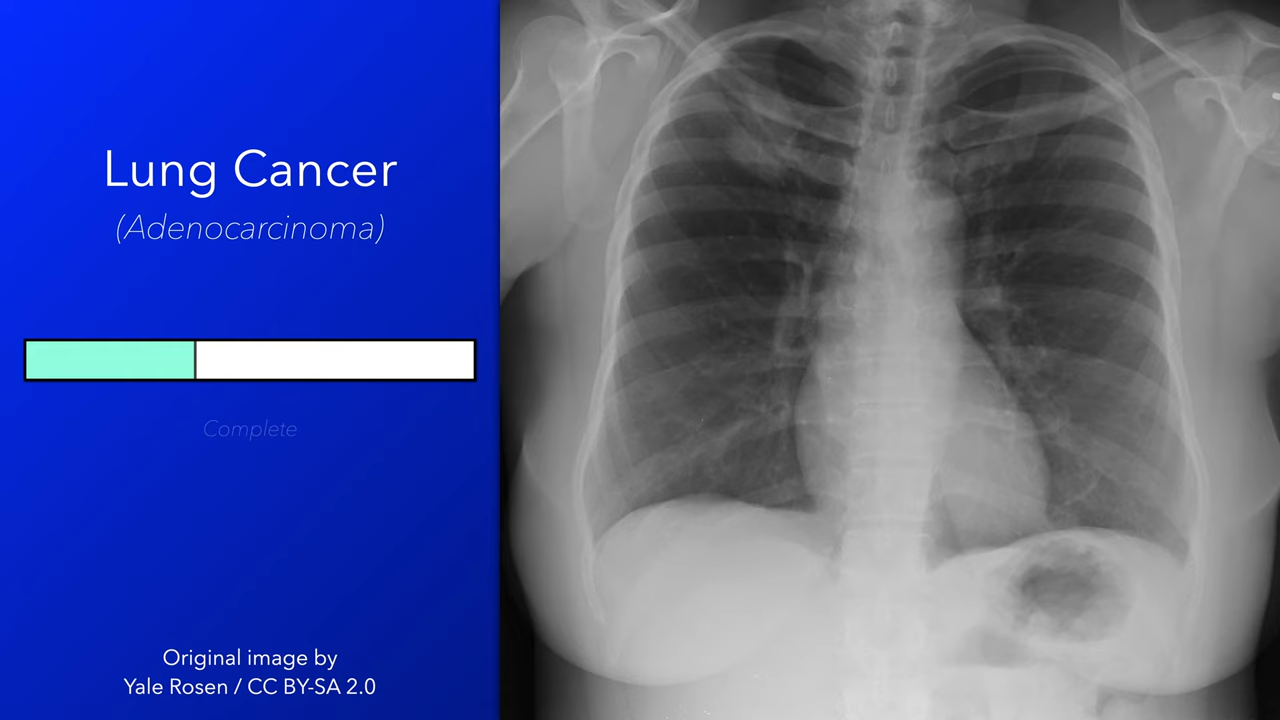 Lung Cancer
(Adenocarcinoma)
Complete
Original image by
Yale Rosen / CC BY-SA 2.0